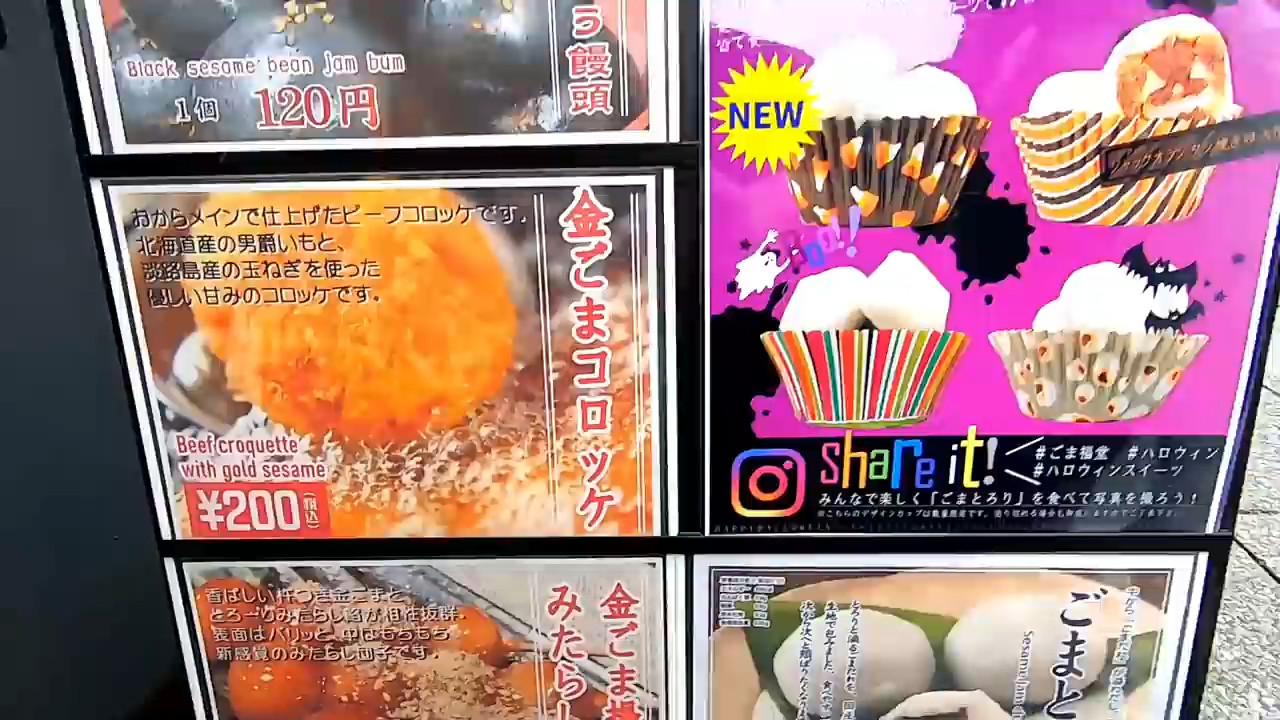 う饅頭
Black sesame bean jam bum
1個 120円
おからメインで仕上げたビーフコロッケです。
北海道産の男爵いもと、
淡路島産の玉ねぎを使った
優しい甘みのコロッケです。
金ごまコロッケ
Beef croquette
with gold sesame
¥200(税込)
香ばしい杵つき金ごまと
とろーりみたらし餡が相性抜群。
表面はパリッと、中はもちもち
新感覚のみたらし団子です。
金ごま
みたらし
NEW
share it!
#ごま福堂 #ハロウィン
#ハロウィンスイーツ
みんなで楽しく「ごまとろり」を食べて写真を撮ろう!
ごまと